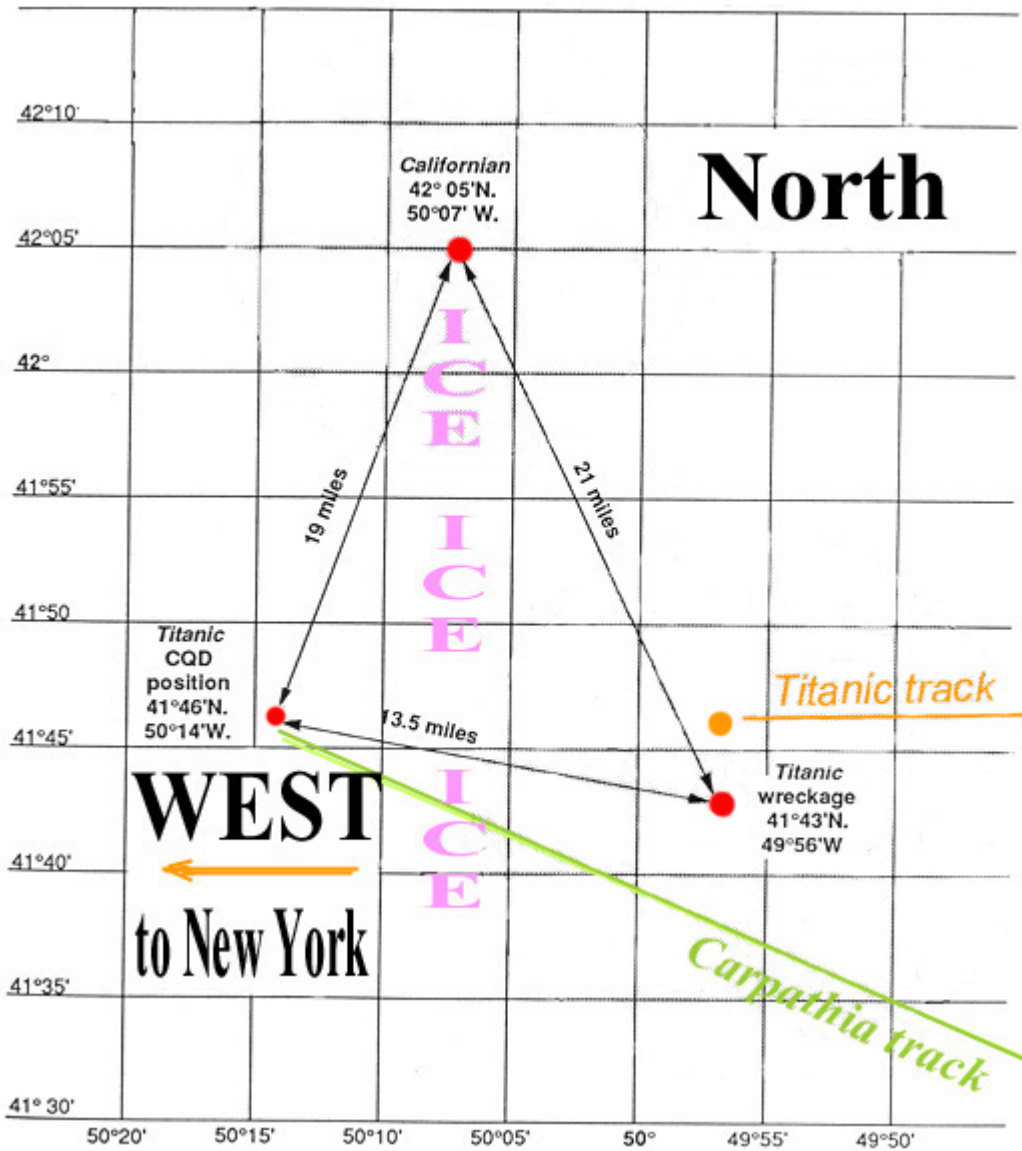 42°10'
North
Californian
42° 05'N.
50°07' W.
42°05'
I
C
E
42°
19 miles
21 miles
41°55'
I
C
E
41°50
Titanic
CQD
position
41°46'N.
50°14'W.
Titanic track
13.5 miles
41°45'
I
C
E
Titanic
wreckage
41°43'N.
49°56'W
WEST
to New York
41°40'
Carpathia track
41°35'
41° 30'
50°20' 50°15' 50°10' 50°05' 50° 49°55' 49°50'